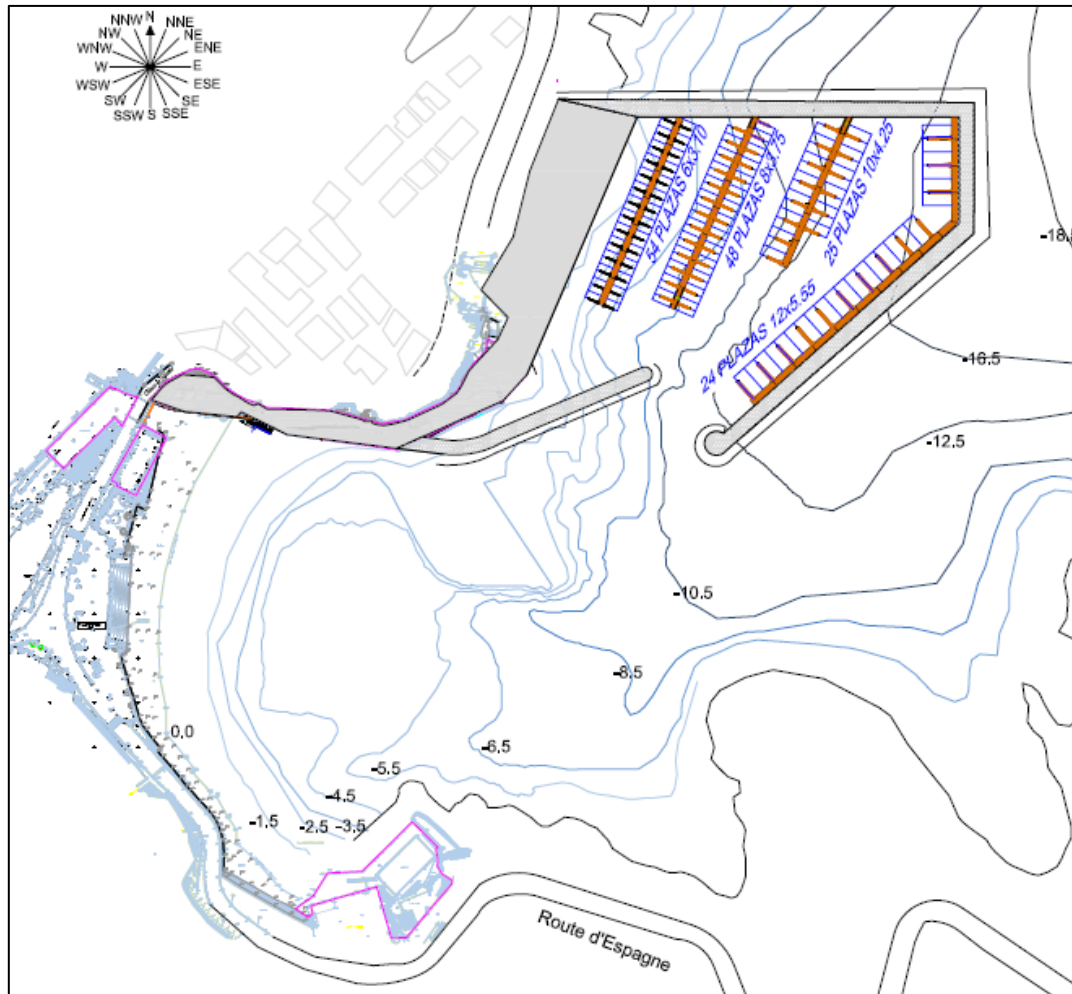 N
NNW
NNE
NW
NE
WNW
ENE
W
E
WSW
ESE
SW
SE
SSW
S
SSE
54 PLAZAS 6x3.10
48 PLAZAS 8x3.75
25 PLAZAS 10x4.25
24 PLAZAS 12x5.55
-18.5
-16.5
-12.5
-10.5
-8.5
0.0
-6.5
-5.5
-4.5
-1.5
-2.5
-3.5
Route d'Espagne